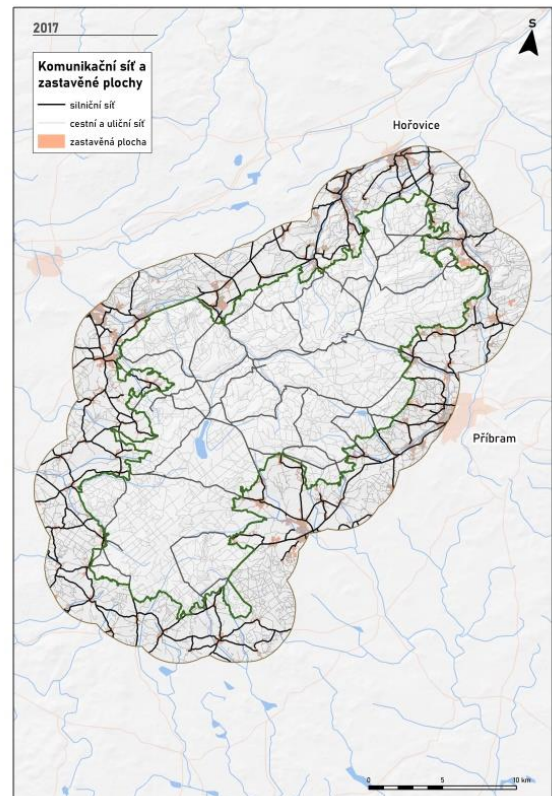 2017
S
Komunikační síť a
zastavěné plochy
silniční síť
cestní a uliční síť
zastavěná plocha
Hořovice
Příbram
0 5 10 km